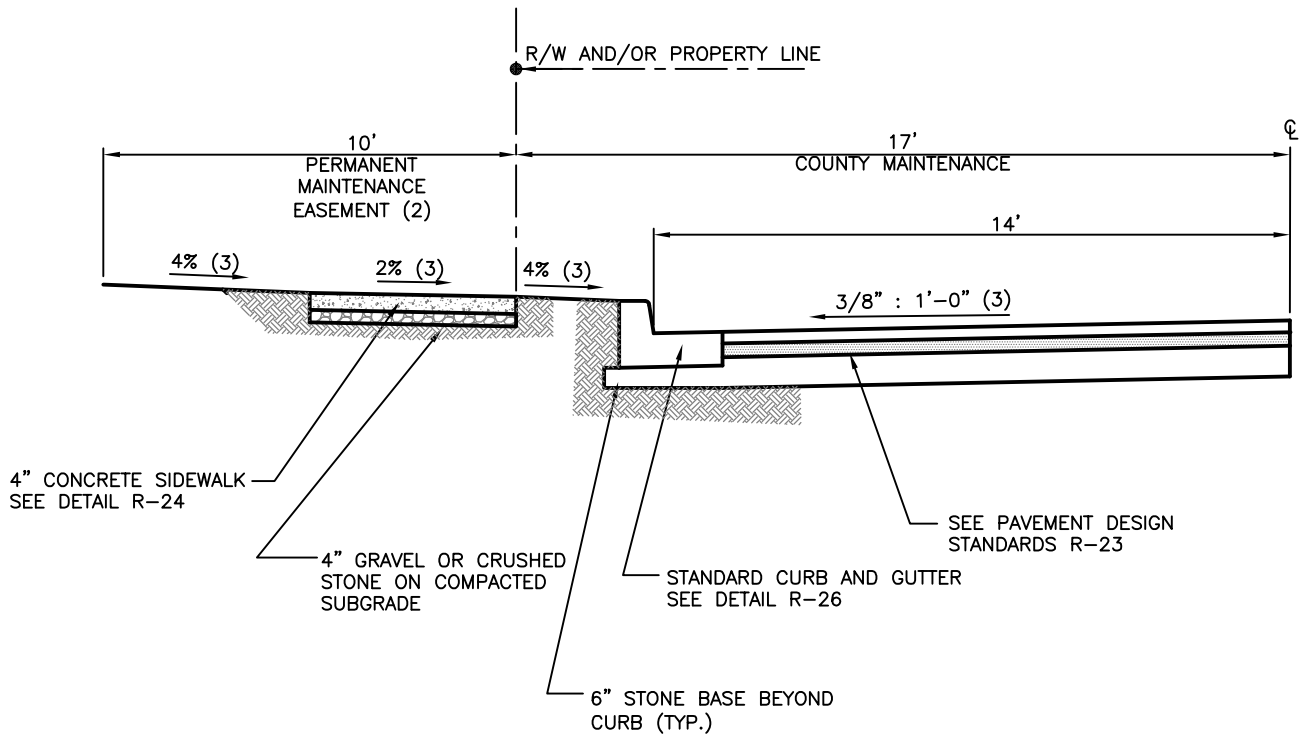 R/W AND/OR PROPERTY LINE
℄
10'
PERMANENT
MAINTENANCE
EASEMENT (2)
17'
COUNTY MAINTENANCE
14'
4% (3)
2% (3)
4% (3)
3/8" : 1'-0" (3)
4" CONCRETE SIDEWALK
SEE DETAIL R-24
4" GRAVEL OR CRUSHED
STONE ON COMPACTED
SUBGRADE
SEE PAVEMENT DESIGN
STANDARDS R-23
STANDARD CURB AND GUTTER
SEE DETAIL R-26
6" STONE BASE BEYOND
CURB (TYP.)